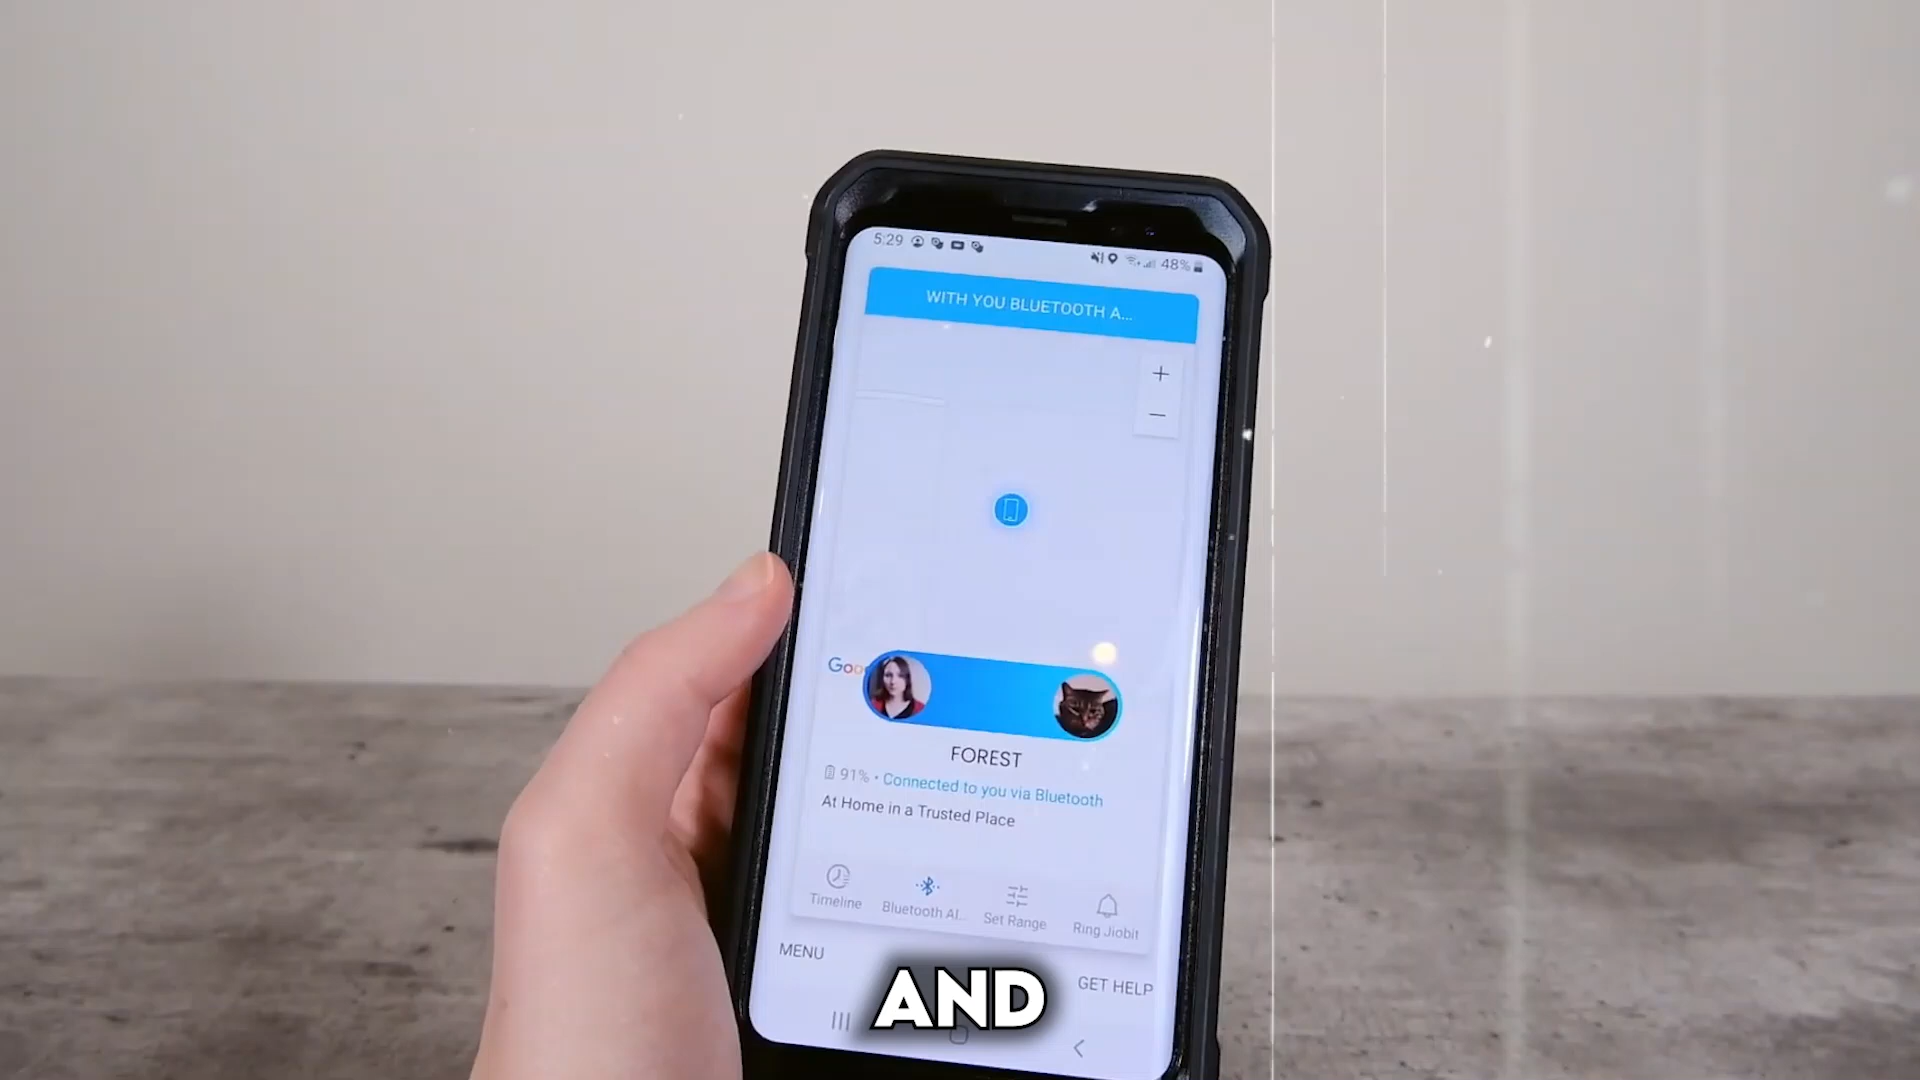 5:29
48%
WITH YOU BLUETOOTH A...
+
−
Goo
FOREST
91% • Connected to you via Bluetooth
At Home in a Trusted Place
Timeline
Bluetooth Al...
Set Range
Ring Jiobit
MENU
GET HELP
AND